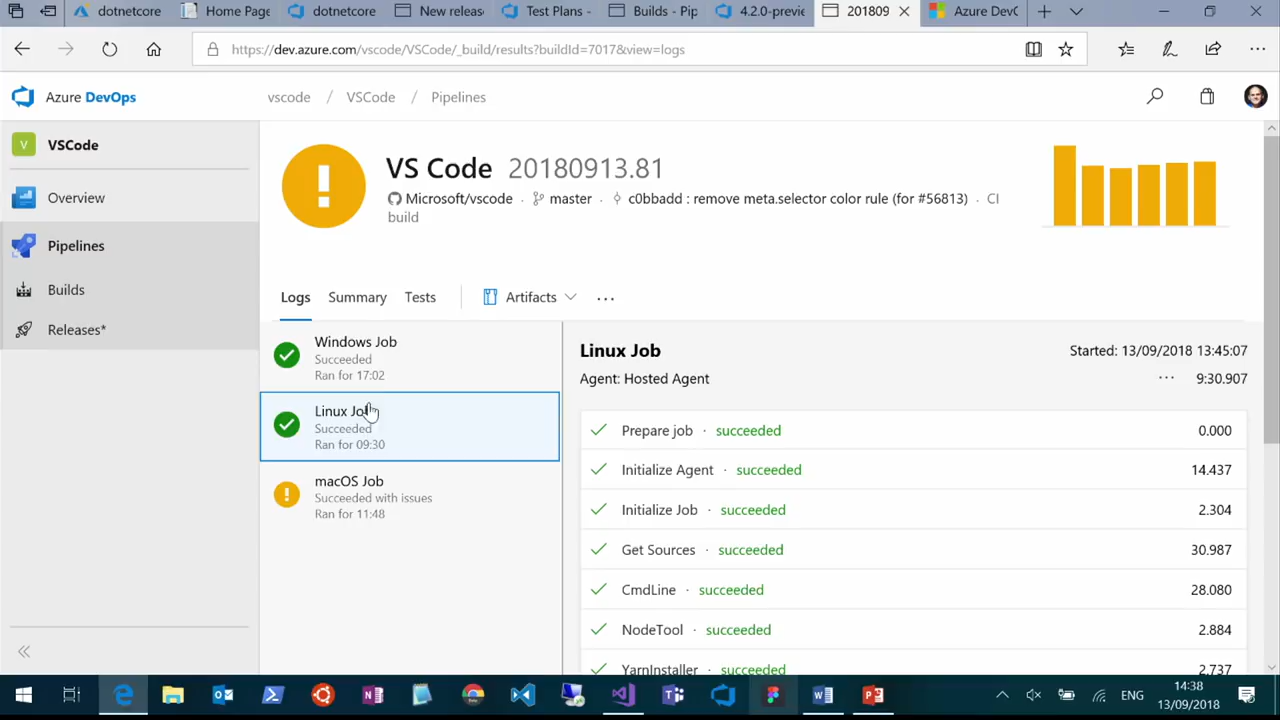 dotnetcore
Home Page
dotnetcore
New releas
Test Plans -
Builds - Pip
4.2.0-previe
201809
Azure DevO
https://dev.azure.com/vscode/VSCode/_build/results?buildId=7017&view=logs
Azure DevOps
vscode / VSCode / Pipelines
V VSCode
Overview
Pipelines
Builds
Releases*
VS Code 20180913.81
Microsoft/vscode · master · c0bbadd : remove meta.selector color rule (for #56813) · CI
build
Logs Summary Tests Artifacts ...
Windows Job
Succeeded
Ran for 17:02
Linux Job
Succeeded
Ran for 09:30
macOS Job
Succeeded with issues
Ran for 11:48
Linux Job Started: 13/09/2018 13:45:07
Agent: Hosted Agent ... 9:30.907
Prepare job · succeeded 0.000
Initialize Agent · succeeded 14.437
Initialize Job · succeeded 2.304
Get Sources · succeeded 30.987
CmdLine · succeeded 28.080
NodeTool · succeeded 2.884
YarnInstaller · succeeded 2.737
ENG
14:38
13/09/2018